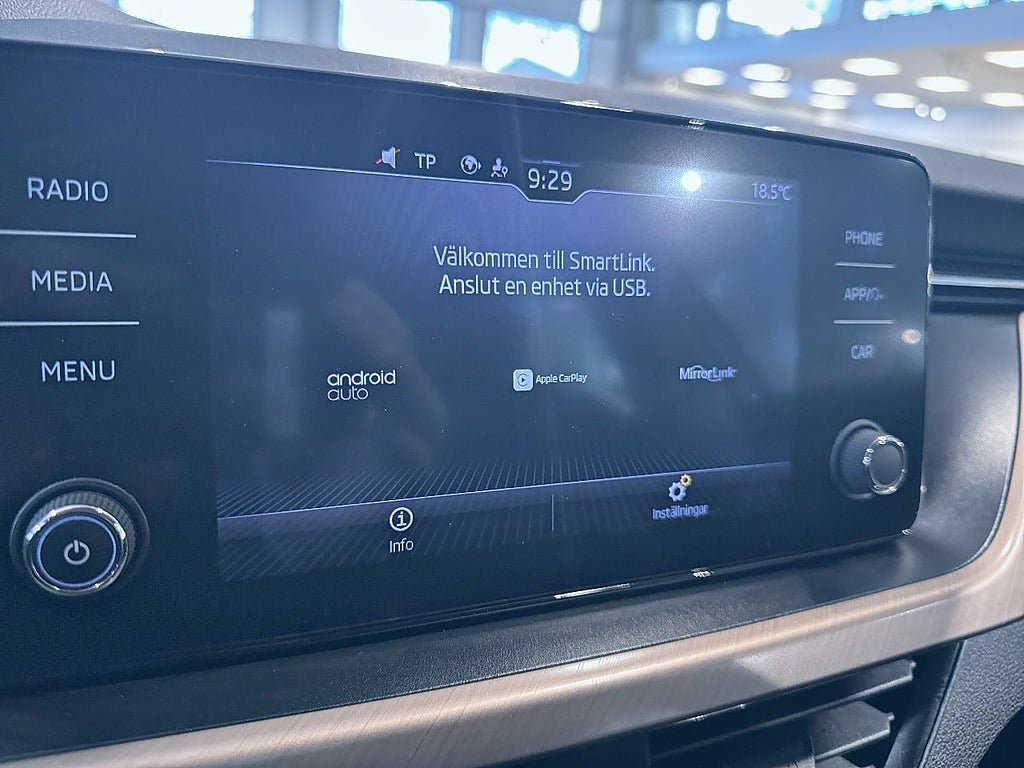 RADIO
MEDIA
MENU
TP
9:29
18.5°C
Välkommen till SmartLink.
Anslut en enhet via USB.
android
auto
Apple CarPlay
MirrorLink
Info
Inställningar
PHONE
CAR